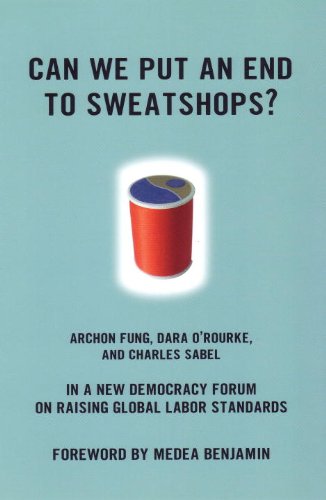 CAN WE PUT AN END
TO SWEATSHOPS?
ARCHON FUNG, DARA O'ROURKE,
AND CHARLES SABEL
IN A NEW DEMOCRACY FORUM
ON RAISING GLOBAL LABOR STANDARDS
FOREWORD BY MEDEA BENJAMIN